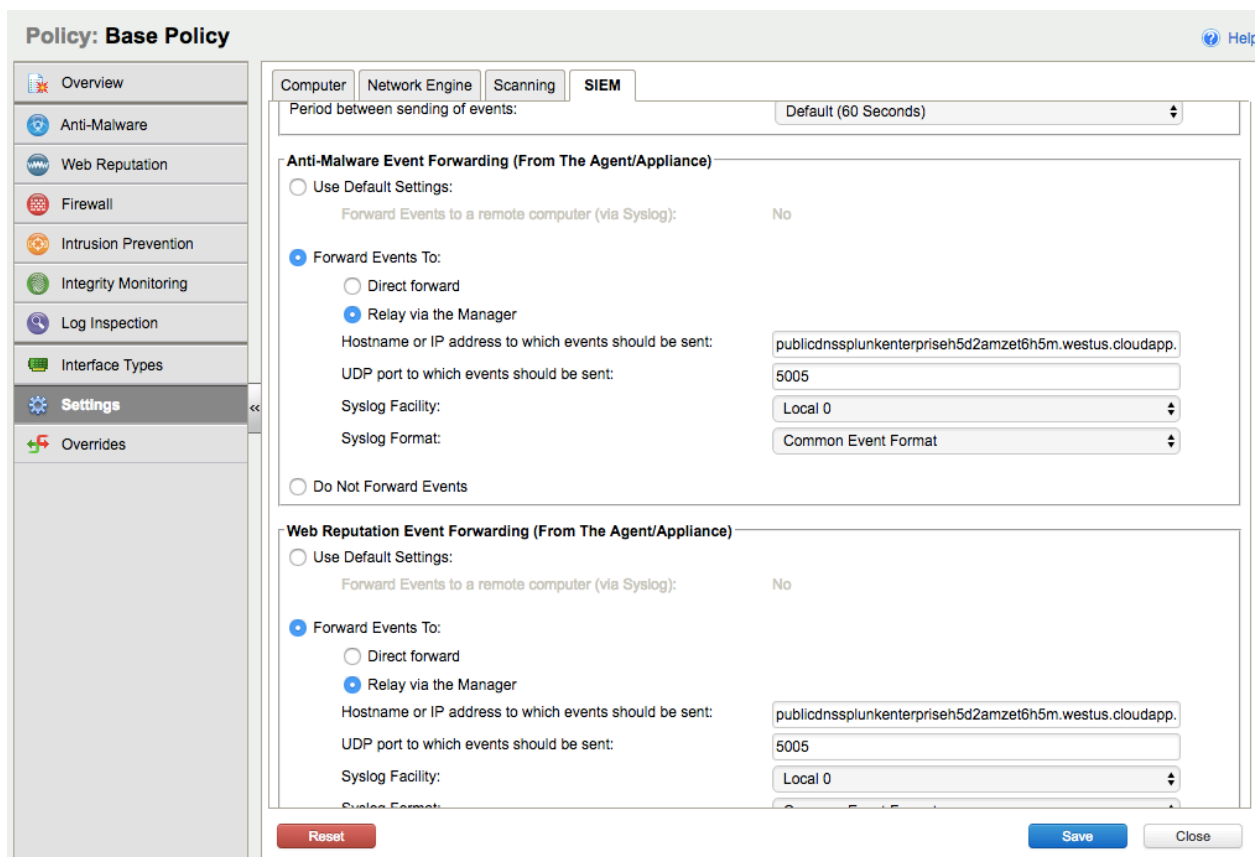 Policy: Base Policy
Help
Overview
Anti-Malware
Web Reputation
Firewall
Intrusion Prevention
Integrity Monitoring
Log Inspection
Interface Types
Settings
Overrides
«
Computer Network Engine Scanning SIEM
Period between sending of events: Default (60 Seconds)
Anti-Malware Event Forwarding (From The Agent/Appliance)
Use Default Settings:
Forward Events to a remote computer (via Syslog): No
Forward Events To:
Direct forward
Relay via the Manager
Hostname or IP address to which events should be sent: publicdnssplunkenterpriseh5d2amzet6h5m.westus.cloudapp.
UDP port to which events should be sent: 5005
Syslog Facility: Local 0
Syslog Format: Common Event Format
Do Not Forward Events
Web Reputation Event Forwarding (From The Agent/Appliance)
Use Default Settings:
Forward Events to a remote computer (via Syslog): No
Forward Events To:
Direct forward
Relay via the Manager
Hostname or IP address to which events should be sent: publicdnssplunkenterpriseh5d2amzet6h5m.westus.cloudapp.
UDP port to which events should be sent: 5005
Syslog Facility: Local 0
Syslog Format:
Reset Save Close